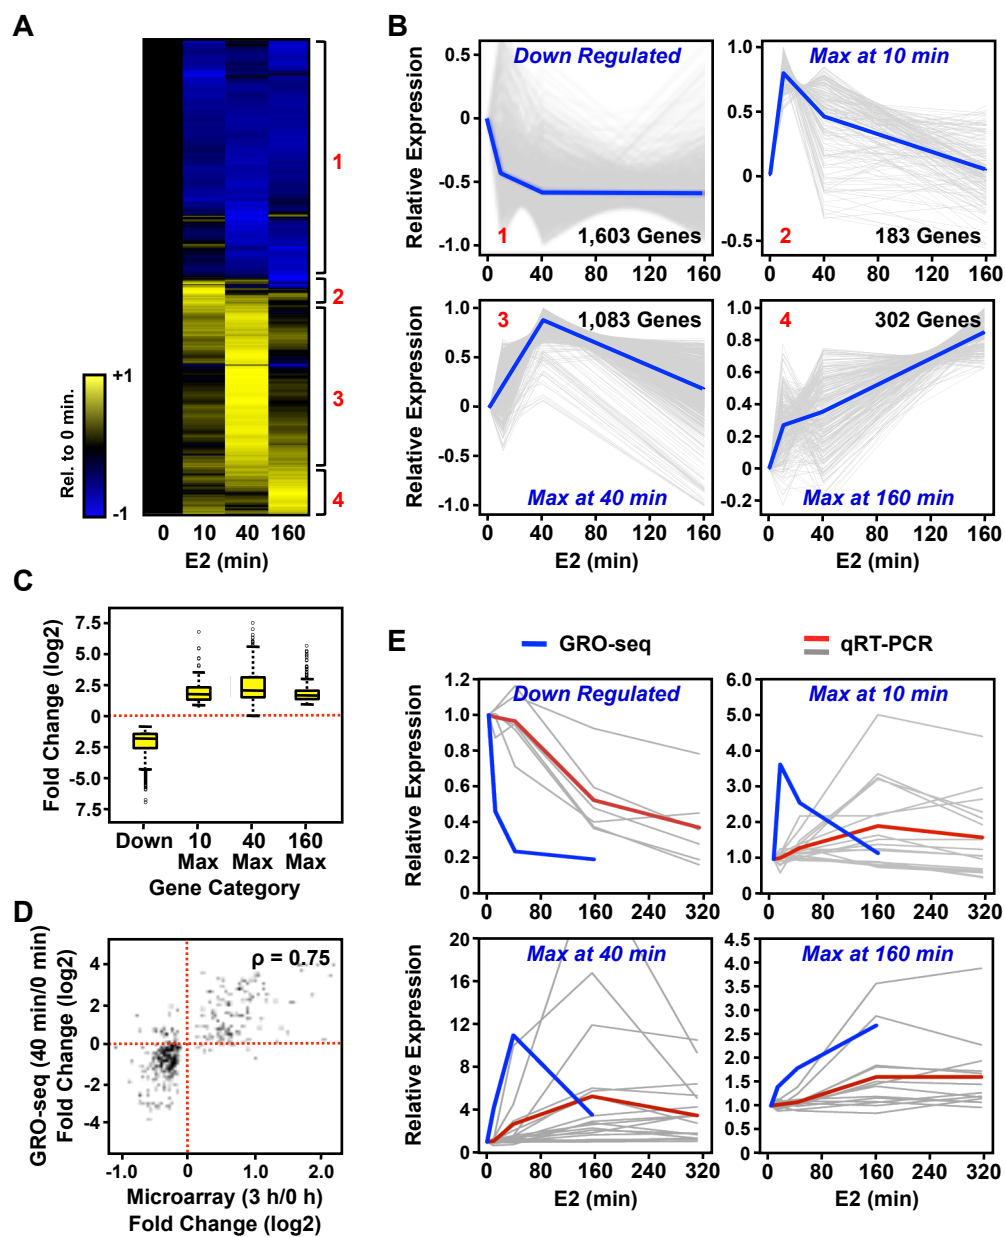 A
Rel. to 0 min.
+1
-1
1
2
3
4
0 10 40 160
E2 (min)
B
Relative Expression
Down Regulated
0.5
0
-0.5
-1.0
1
1,603 Genes
0 40 80 120 160
Max at 10 min
1.0
0.5
0
-0.5
2
183 Genes
0 40 80 120 160
Relative Expression
3
1,083 Genes
1.0
0.5
0
-0.5
-1.0
Max at 40 min
0 40 80 120 160
E2 (min)
4
302 Genes
1.0
0.8
0.6
0.4
0.2
0
-0.2
Max at 160 min
0 40 80 120 160
E2 (min)
C
Fold Change (log2)
7.5
5.0
2.5
0
2.5
-5.0
7.5
Down 10 40 160
Max Max Max
Gene Category
D
GRO-seq (40 min/0 min)
Fold Change (log2)
ρ = 0.75
4
2
0
-2
-4
-1.0 0 1.0 2.0
Microarray (3 h/0 h)
Fold Change (log2)
E
GRO-seq
qRT-PCR
Relative Expression
Down Regulated
1.2
1.0
0.8
0.6
0.4
0.2
0
0 80 160 240 320
Max at 10 min
5.0
4.0
3.0
2.0
1.0
0
0 80 160 240 320
Relative Expression
Max at 40 min
20
16
12
8
4
0
0 80 160 240 320
E2 (min)
Max at 160 min
4.5
4.0
3.5
3.0
2.5
2.0
1.5
1.0
0.5
0
0 80 160 240 320
E2 (min)